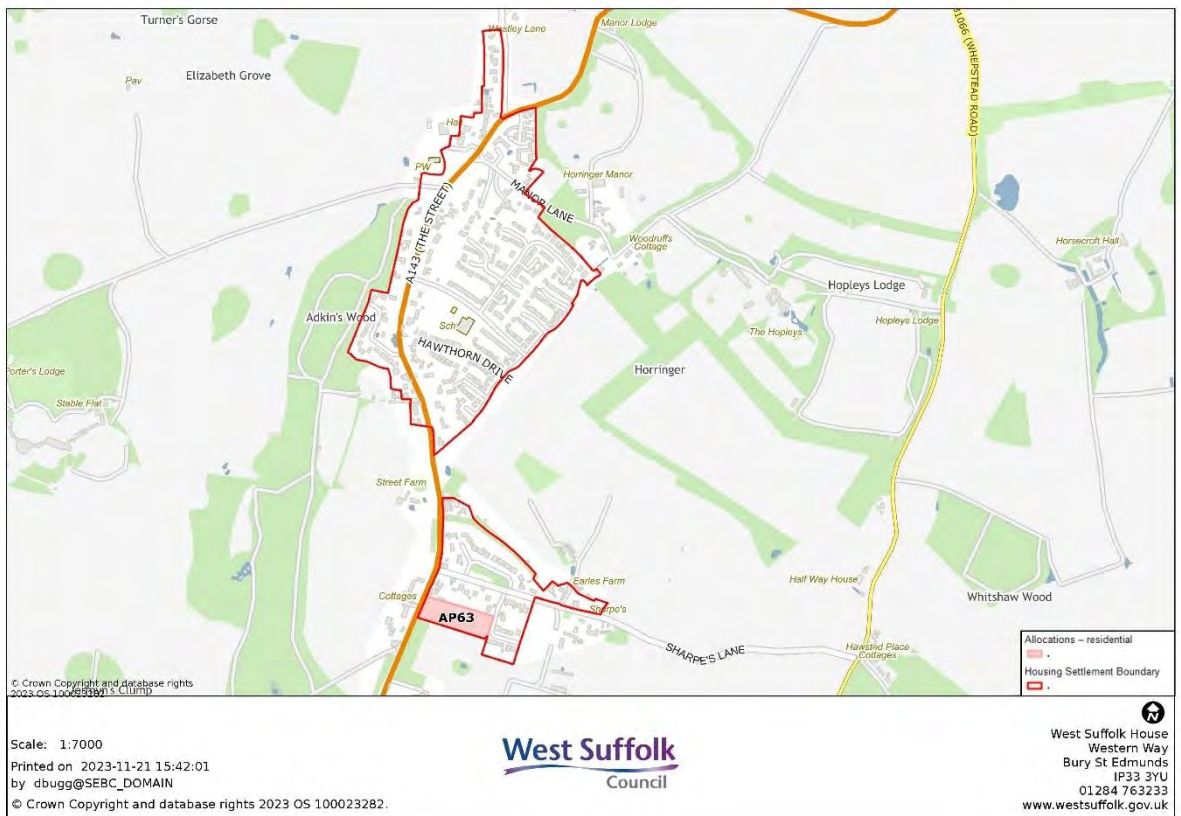 Turner's Gorse
Westley Lane
Manor Lodge
B1066 (WHEPSTEAD ROAD)
Elizabeth Grove
Pav
Hall
PW
Horringer Manor
MANOR LANE
A143 (THE STREET)
Woodruffs
Cottage
Horsecroft Hall
Hopleys Lodge
Adkin's Wood
Hopleys Lodge
Sch
The Hopleys
HAWTHORN DRIVE
Porter's Lodge
Horringer
Stable Flat
Street Farm
Earles Farm
Half Way House
Cottages
Whitshaw Wood
Sharpe's
AP63
SHARPE'S LANE
Hawsted Place
Cottages
Allocations – residential
Housing Settlement Boundary
© Crown Copyright and database rights
2023 OS 100023282
Clump
Scale: 1:7000
Printed on 2023-11-21 15:42:01
by dbugg@SEBC_DOMAIN
© Crown Copyright and database rights 2023 OS 100023282.
West Suffolk
Council
N
West Suffolk House
Western Way
Bury St Edmunds
IP33 3YU
01284 763233
www.westsuffolk.gov.uk